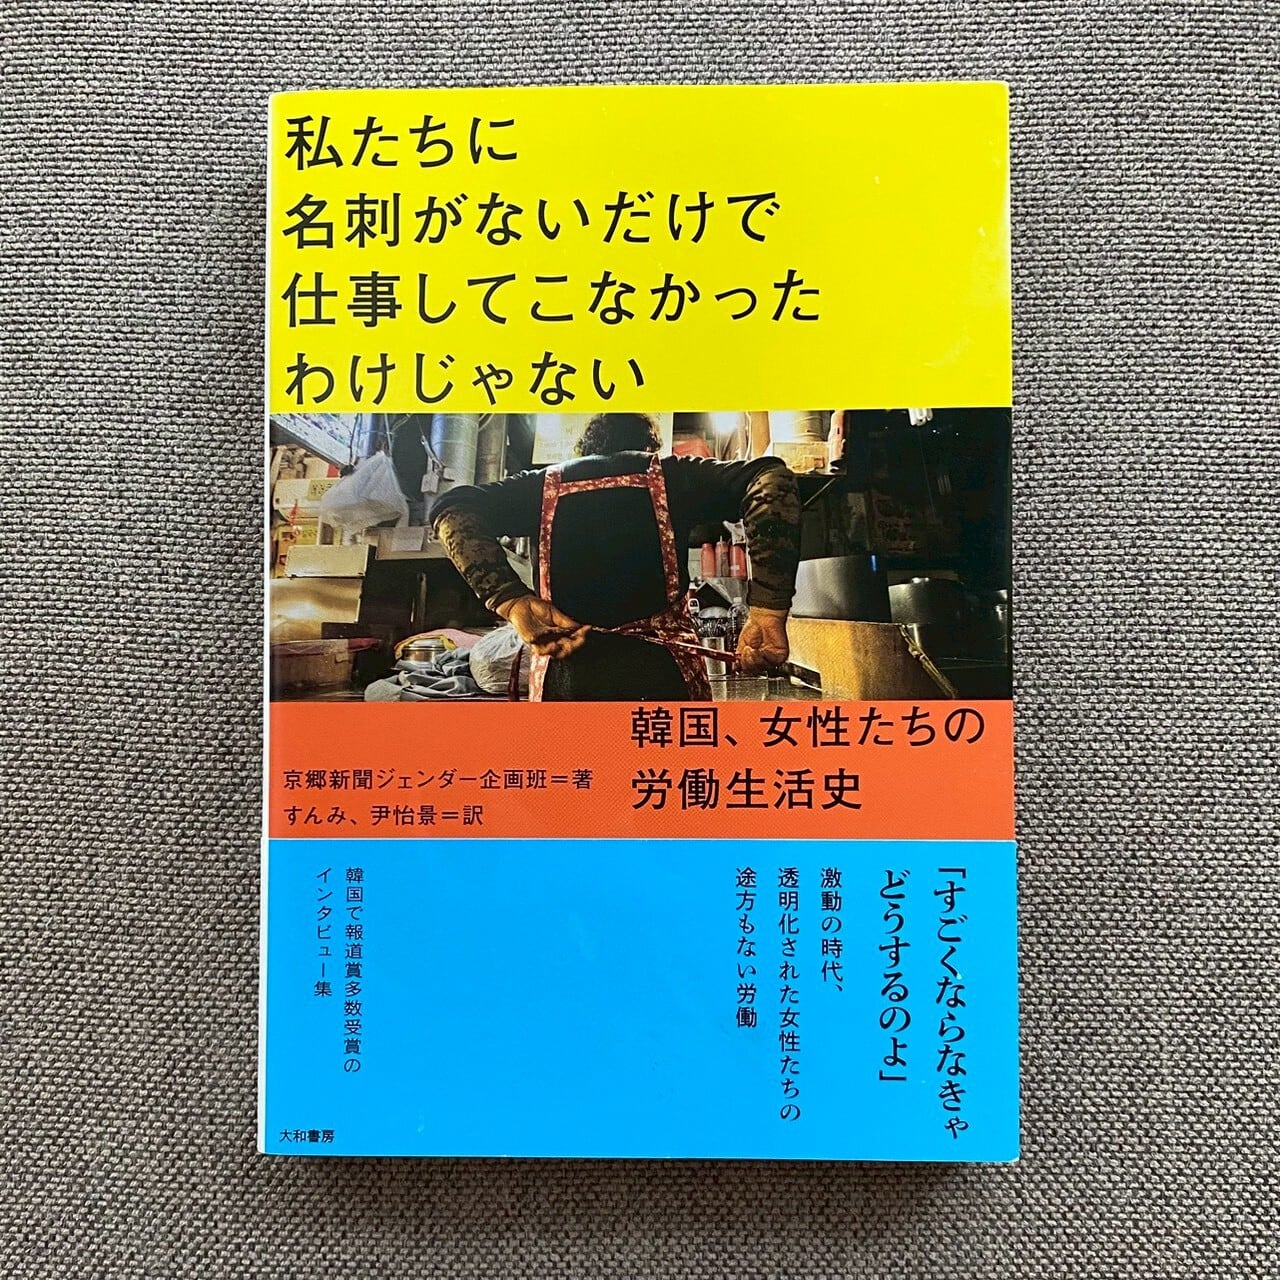 私たちに
名刺がないだけで
仕事してこなかった
わけじゃない
韓国、女性たちの
労働生活史
京郷新聞ジェンダー企画班＝著
すんみ、尹怡景＝訳
「すごくならなきゃ
どうするのよ」
激動の時代、
透明化された女性たちの
途方もない労働
韓国で報道賞多数受賞の
インタビュー集
大和書房